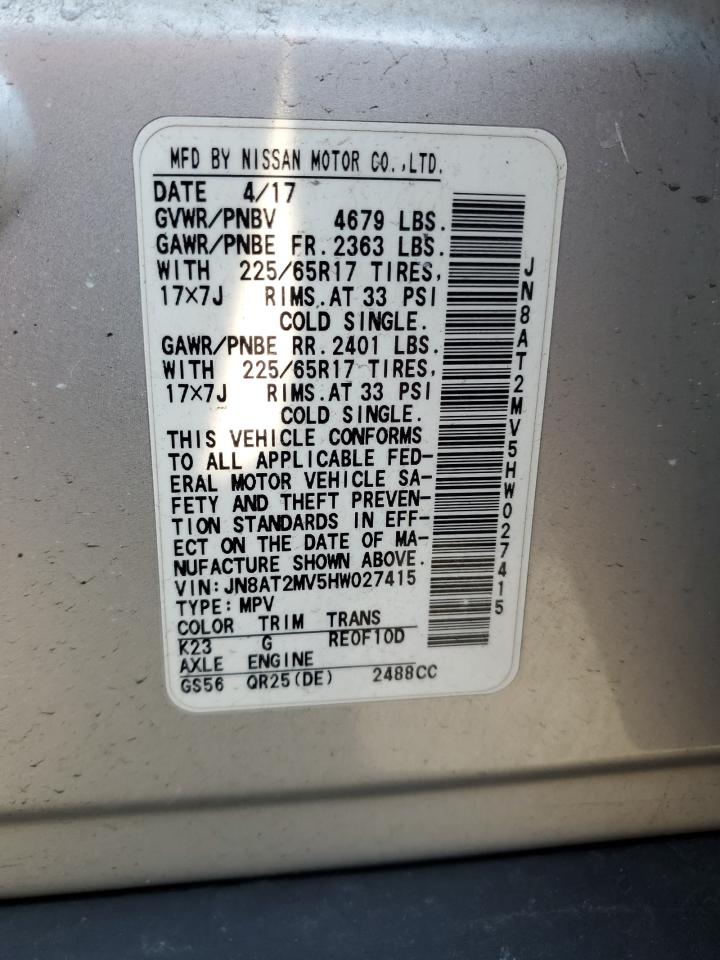 MFD BY NISSAN MOTOR CO.,LTD.
DATE 4/17
GVWR/PNBV 4679 LBS.
GAWR/PNBE FR. 2363 LBS.
WITH 225/65R17 TIRES,
17×7J RIMS.AT 33 PSI
COLD SINGLE.
GAWR/PNBE RR. 2401 LBS.
WITH 225/65R17 TIRES,
17×7J RIMS.AT 33 PSI
COLD SINGLE.
THIS VEHICLE CONFORMS
TO ALL APPLICABLE FED-
ERAL MOTOR VEHICLE SA-
FETY AND THEFT PREVEN-
TION STANDARDS IN EFF-
ECT ON THE DATE OF MA-
NUFACTURE SHOWN ABOVE.
VIN: JN8AT2MV5HW027415
TYPE: MPV
COLOR TRIM TRANS
K23 G RE0F10D
AXLE ENGINE
GS56 QR25(DE) 2488CC
JN8AT2MV5HW027415